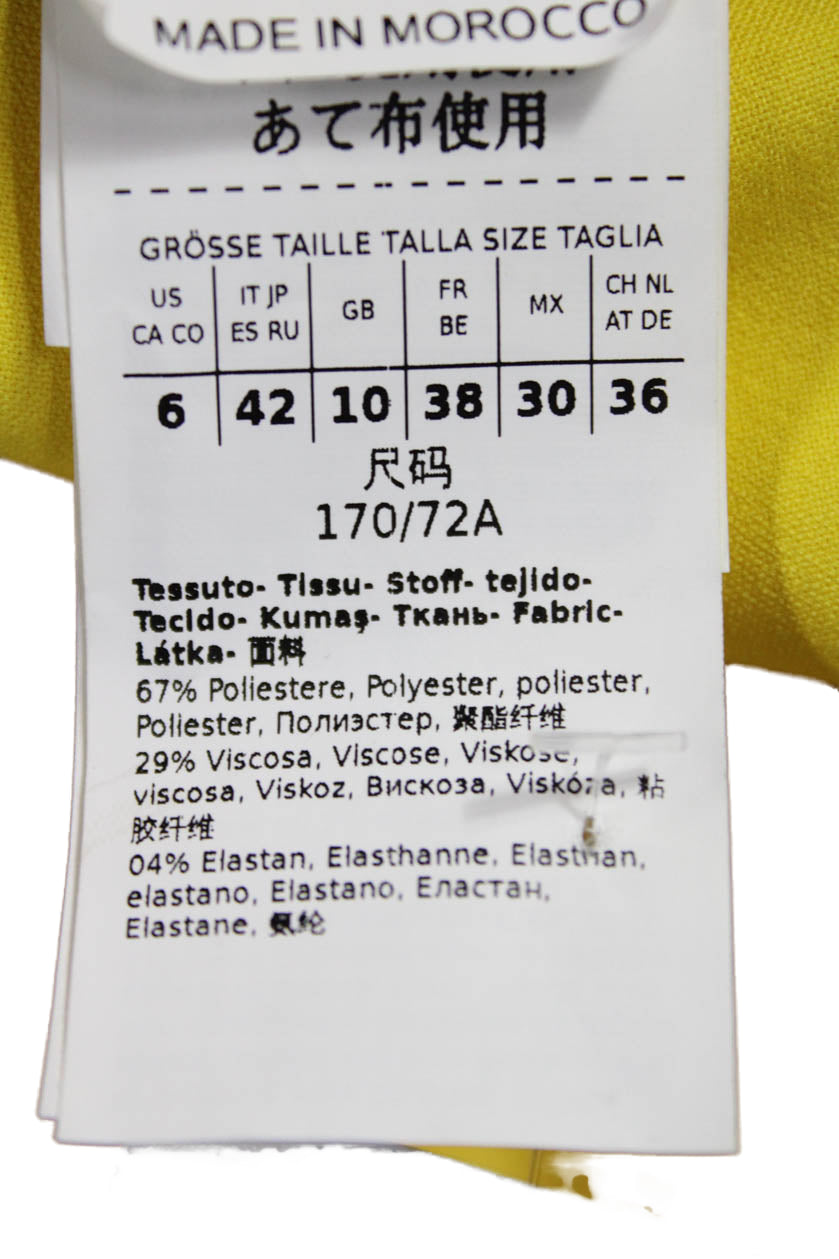 MADE IN MOROCCO
あて布使用
GRÖSSE TAILLE TALLA SIZE TAGLIA
US CA CO
IT JP ES RU
GB
FR BE
MX
CH NL AT DE
6 42 10 38 30 36
尺码
170/72A
Tessuto- Tissu- Stoff- tejido-
Tecido- Kumaş- Ткань- Fabric-
Látka- 面料
67% Poliestere, Polyester, poliester,
Poliester, Полиэстер, 聚酯纤维
29% Viscosa, Viscose, Viskose,
viscosa, Viskoz, Вискоза, Viskóza, 粘
胶纤维
04% Elastan, Elasthanne, Elasthan,
elastano, Elastano, Еластан,
Elastane, 氨纶